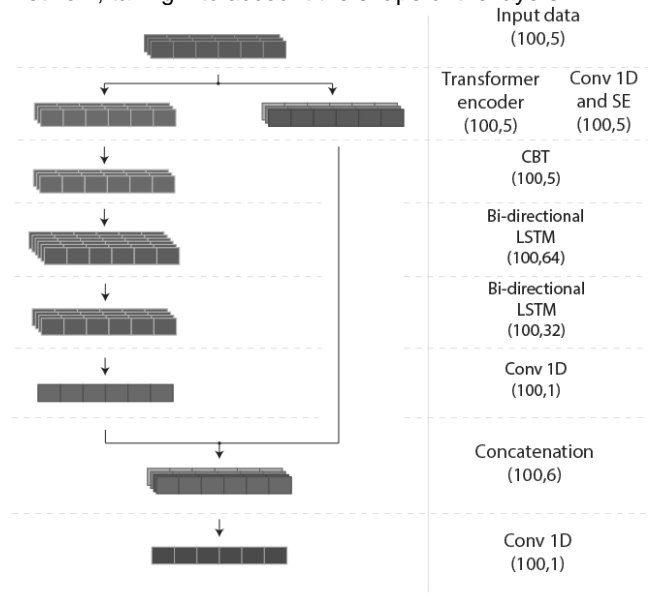 Input data
(100,5)
Transformer encoder (100,5)
Conv 1D and SE (100,5)
CBT
(100,5)
Bi-directional
LSTM
(100,64)
Bi-directional
LSTM
(100,32)
Conv 1D
(100,1)
Concatenation
(100,6)
Conv 1D
(100,1)